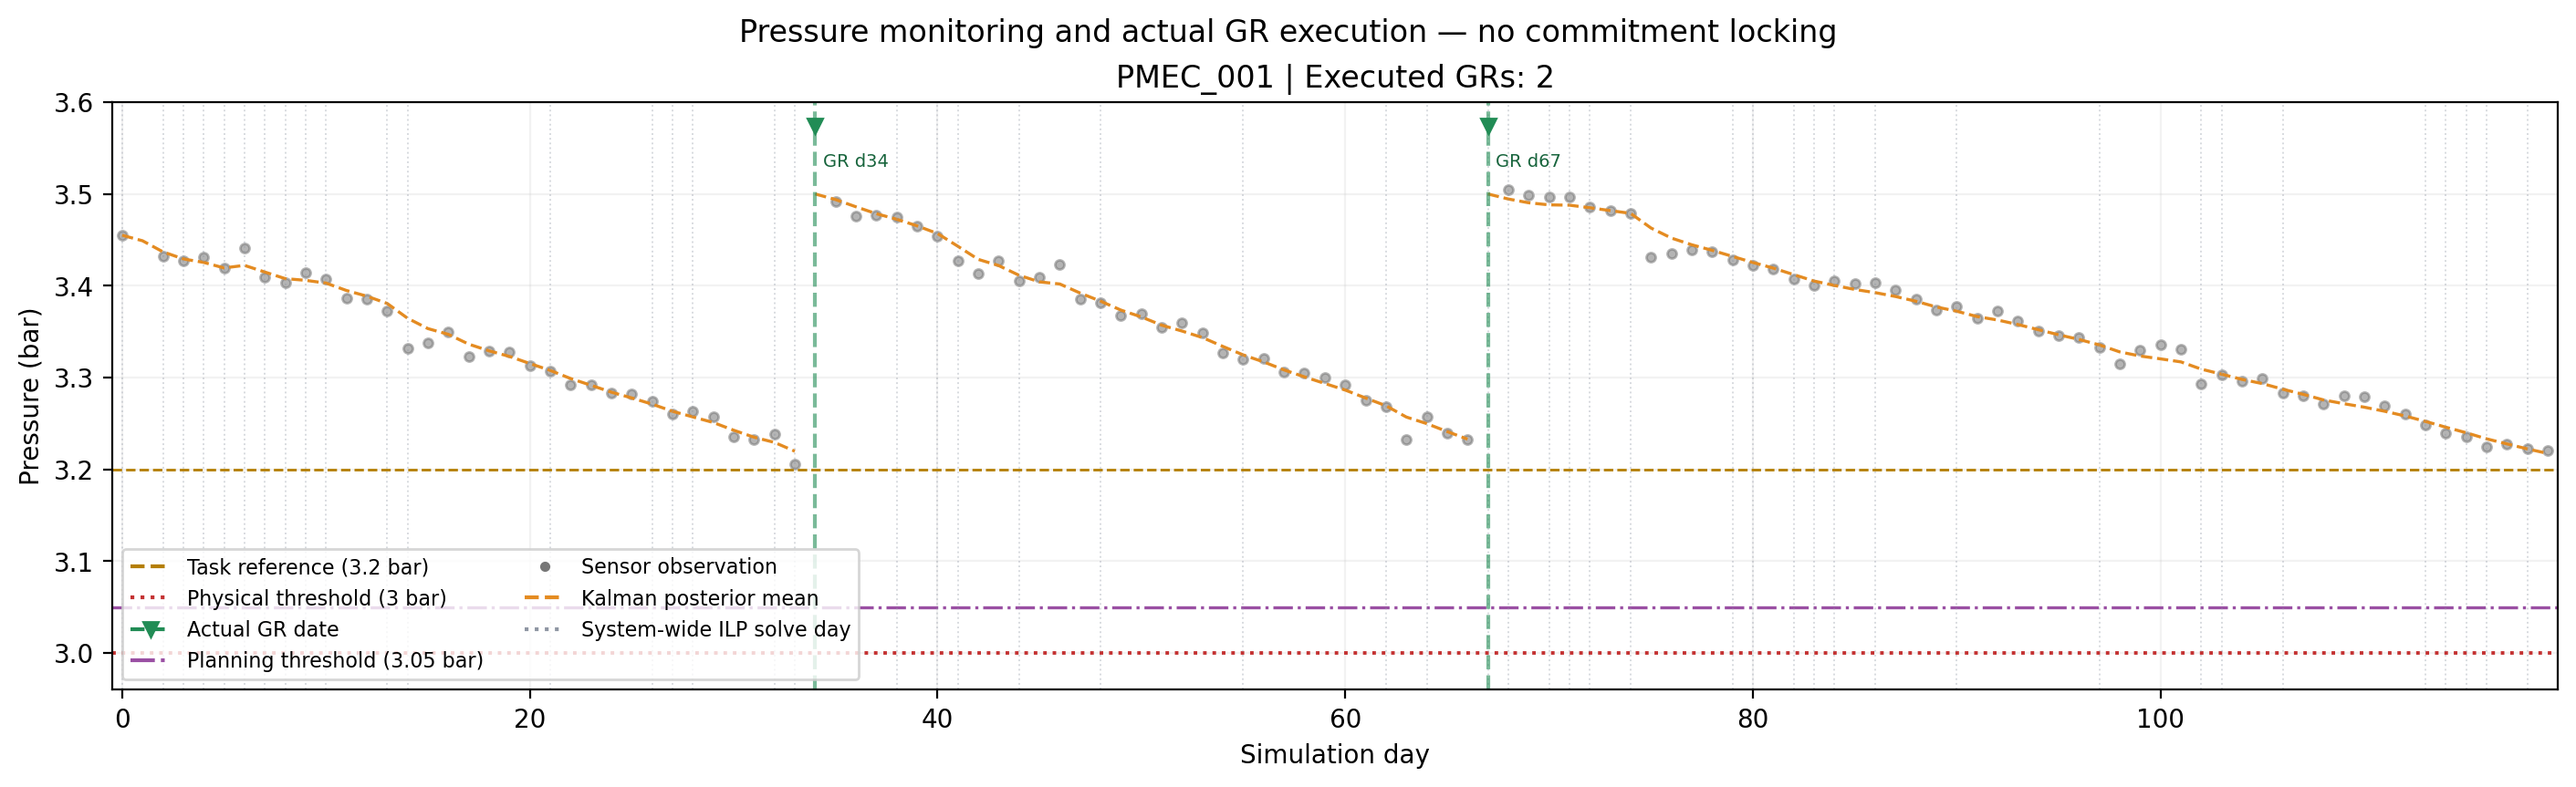 Pressure monitoring and actual GR execution — no commitment locking
PMEC_001 | Executed GRs: 2
3.6
3.5
3.4
3.3
3.2
3.1
3.0
Pressure (bar)
GR d34
GR d67
Task reference (3.2 bar)
Physical threshold (3 bar)
Actual GR date
Planning threshold (3.05 bar)
Sensor observation
Kalman posterior mean
System-wide ILP solve day
0 20 40 60 80 100
Simulation day